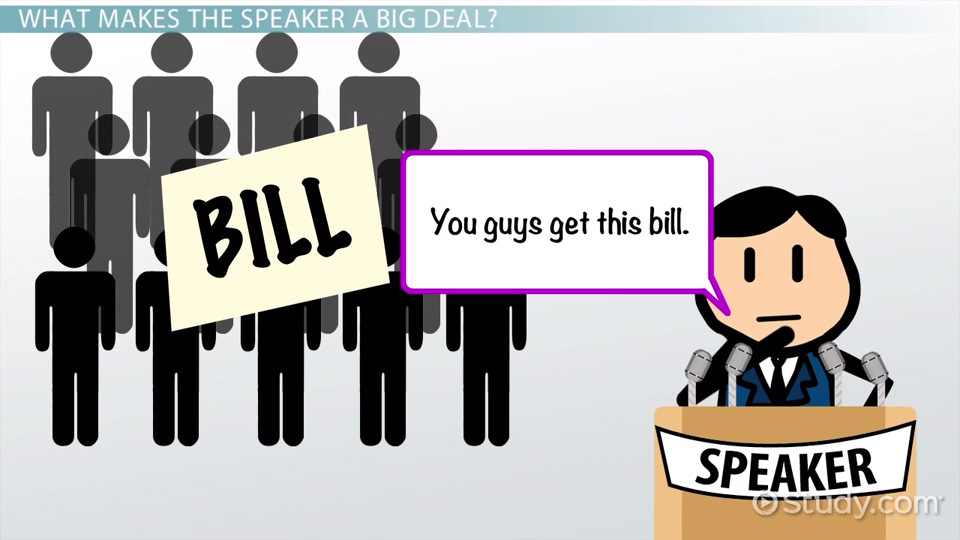 WHAT MAKES THE SPEAKER A BIG DEAL?
BILL
You guys get this bill.
SPEAKER
Study.com